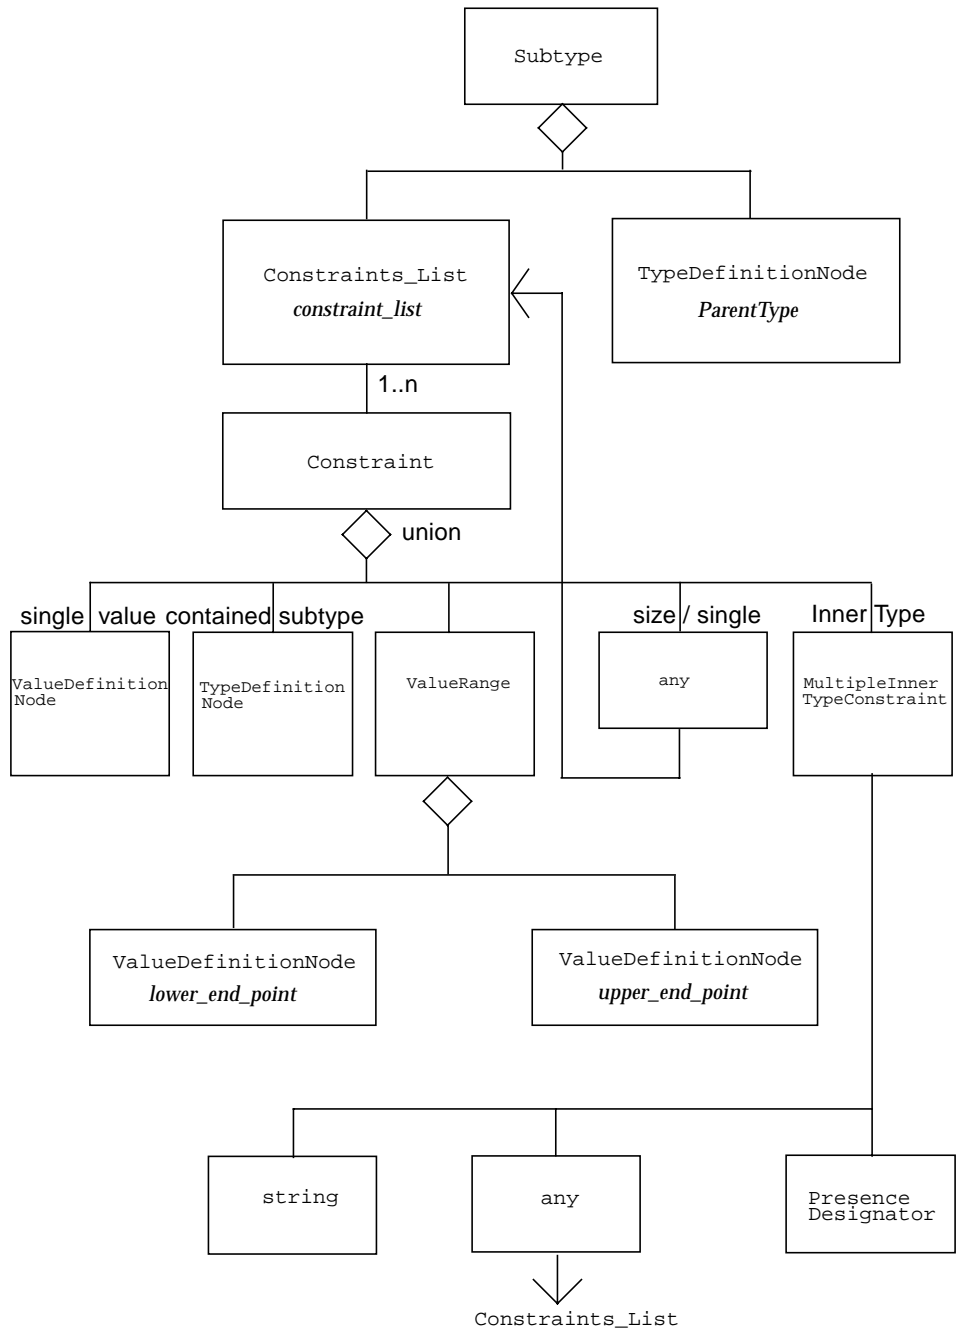 Subtype
Constraints_List
constraint_list
TypeDefinitionNode
ParentType
1..n
Constraint
union
single value
contained subtype
size / single
Inner Type
ValueDefinition
Node
TypeDefinition
Node
ValueRange
any
MultipleInner
TypeConstraint
ValueDefinitionNode
lower_end_point
ValueDefinitionNode
upper_end_point
string
any
Presence
Designator
Constraints_List